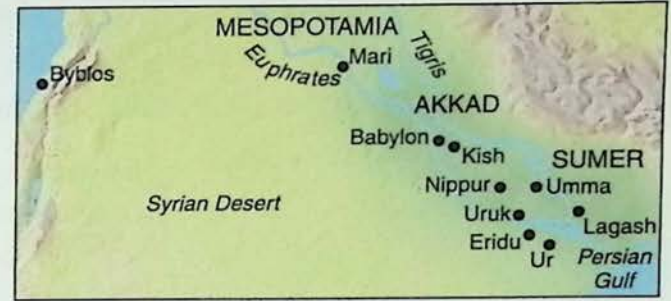 MESOPOTAMIA
Byblos
Euphrates
Mari
Tigris
AKKAD
Babylon
Kish
SUMER
Nippur
Umma
Syrian Desert
Uruk
Lagash
Eridu
Ur
Persian
Gulf